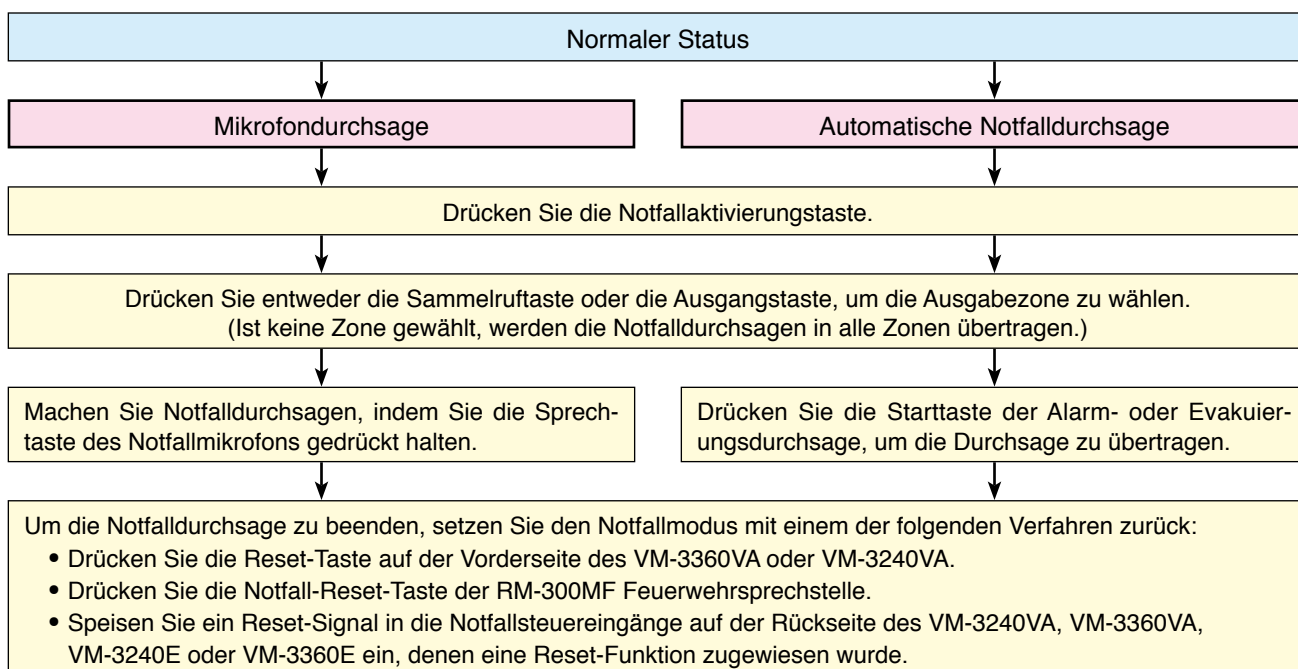 Normaler Status
Mikrofondurchsage
Automatische Notfalldurchsage
Drücken Sie die Notfallaktivierungstaste.
Drücken Sie entweder die Sammelruftaste oder die Ausgangstaste, um die Ausgabezone zu wählen.
(Ist keine Zone gewählt, werden die Notfalldurchsagen in alle Zonen übertragen.)
Machen Sie Notfalldurchsagen, indem Sie die Sprech-
taste des Notfallmikrofons gedrückt halten.
Drücken Sie die Starttaste der Alarm- oder Evakuier-
ungsdurchsage, um die Durchsage zu übertragen.
Um die Notfalldurchsage zu beenden, setzen Sie den Notfallmodus mit einem der folgenden Verfahren zurück:
• Drücken Sie die Reset-Taste auf der Vorderseite des VM-3360VA oder VM-3240VA.
• Drücken Sie die Notfall-Reset-Taste der RM-300MF Feuerwehrsprechstelle.
• Speisen Sie ein Reset-Signal in die Notfallsteuereingänge auf der Rückseite des VM-3240VA, VM-3360VA,
VM-3240E oder VM-3360E ein, denen eine Reset-Funktion zugewiesen wurde.